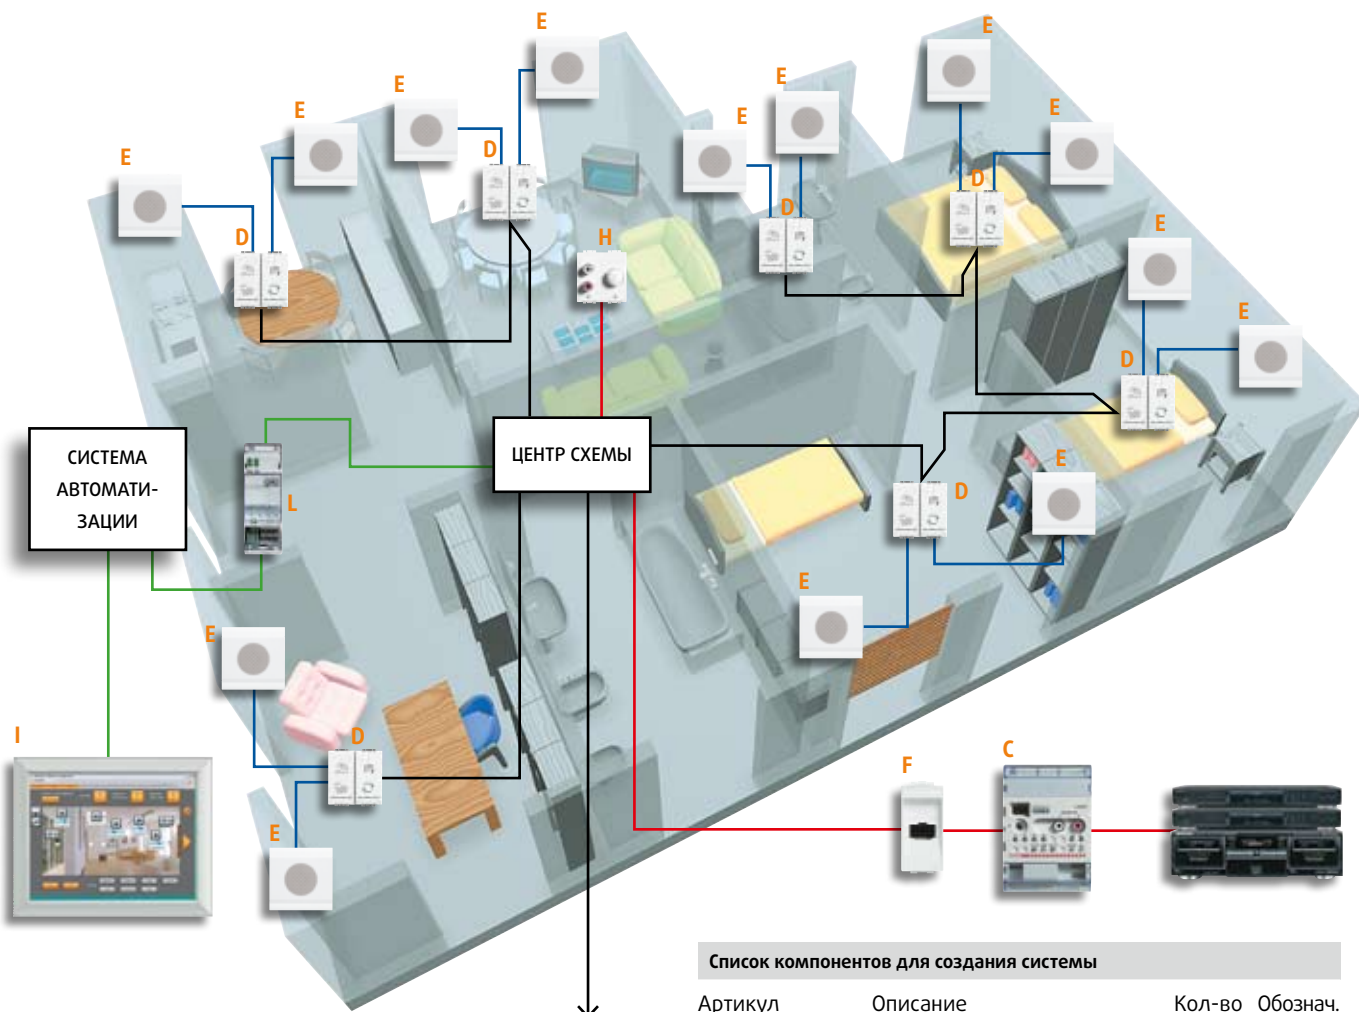 E
E
E
E
E
E
E
E
E
E
D
D
D
D
H
E
D
E
ЦЕНТР СХЕМЫ
СИСТЕМА
АВТОМАТИ-
ЗАЦИИ
L
E
D
E
E
D
I
E
F
C
Список компонентов для создания системы
Артикул Описание Кол-во Обознач.